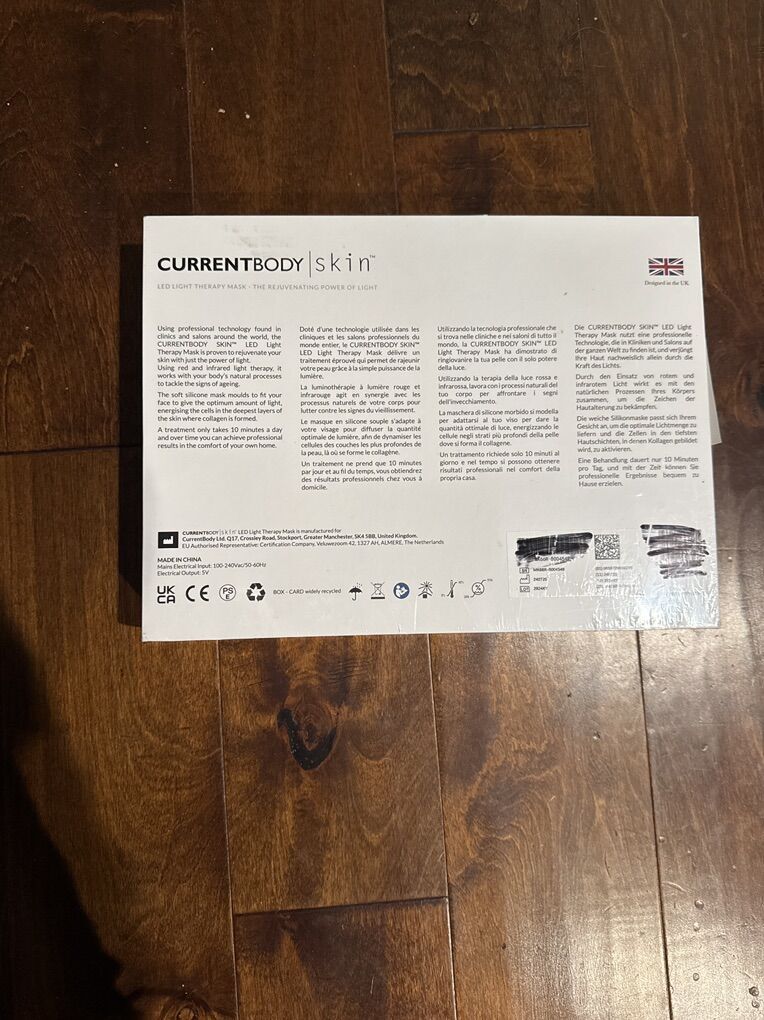 CURRENTBODY | skin™
LED LIGHT THERAPY MASK - THE REJUVENATING POWER OF LIGHT
Designed in the UK
Using professional technology found in
clinics and salons around the world, the
CURRENTBODY SKIN™ LED Light
Therapy Mask is proven to rejuvenate your
skin with just the power of light.
Using red and infrared light therapy, it
works with your body's natural processes
to tackle the signs of ageing.
The soft silicone mask moulds to fit your
face to give the optimum amount of light,
energising the cells in the deepest layers of
the skin where collagen is formed.
A treatment only takes 10 minutes a day
and over time you can achieve professional
results in the comfort of your own home.
Doté d'une technologie utilisée dans les
cliniques et les salons professionnels du
monde entier, le CURRENTBODY SKIN™
LED Light Therapy Mask délivre un
traitement éprouvé qui permet de rajeunir
votre peau grâce à la simple puissance de la
lumière.
La luminothérapie à lumière rouge et
infrarouge agit en synergie avec les
processus naturels de votre corps pour
lutter contre les signes du vieillissement.
Le masque en silicone souple s'adapte à
votre visage pour diffuser la quantité
optimale de lumière, afin de dynamiser les
cellules des couches les plus profondes de
la peau, là où se forme le collagène.
Un traitement ne prend que 10 minutes
par jour et au fil du temps, vous obtiendrez
des résultats professionnels chez vous à
domicile.
Utilizzando la tecnologia professionale che
si trova nelle cliniche e nei saloni di tutto il
mondo, la CURRENTBODY SKIN™ LED
Light Therapy Mask ha dimostrato di
ringiovanire la tua pelle con il solo potere
della luce.
Utilizzando la terapia della luce rossa e
infrarossa, lavora con i processi naturali del
tuo corpo per affrontare i segni
dell'invecchiamento.
La maschera di silicone morbido si modella
per adattarsi al tuo viso per dare la
quantità ottimale di luce, energizzando le
cellule negli strati più profondi della pelle
dove si forma il collagene.
Un trattamento richiede solo 10 minuti al
giorno e nel tempo si possono ottenere
risultati professionali nel comfort della
propria casa.
Die CURRENTBODY SKIN™ LED Light
Therapy Mask nutzt eine professionelle
Technologie, die in Kliniken und Salons auf
der ganzen Welt zu finden ist, und verjüngt
Ihre Haut nachweislich allein durch die
Kraft des Lichts.
Durch den Einsatz von rotem und
infrarotem Licht wirkt es mit den
natürlichen Prozessen Ihres Körpers
zusammen, um die Zeichen der
Hautalterung zu bekämpfen.
Die weiche Silikonmaske passt sich Ihrem
Gesicht an, um die optimale Lichtmenge zu
liefern und die Zellen in den tiefsten
Hautschichten, in denen Kollagen gebildet
wird, zu aktivieren.
Eine Behandlung dauert nur 10 Minuten
pro Tag, und mit der Zeit können Sie
professionelle Ergebnisse bequem zu
Hause erzielen.
CURRENTBODY | skin™ LED Light Therapy Mask is manufactured for
CurrentBody Ltd, Q17, Crossley Road, Stockport, Greater Manchester, SK4 5BB, United Kingdom.
EU Authorised Representative: Certification Company, Veluwezoom 42, 1327 AH, ALMERE, The Netherlands
MADE IN CHINA
Mains Electrical Input: 100-240Vac/50-60Hz
Electrical Output: 5V
UK CA CE PSE BOX - CARD widely recycled
SN
LOT